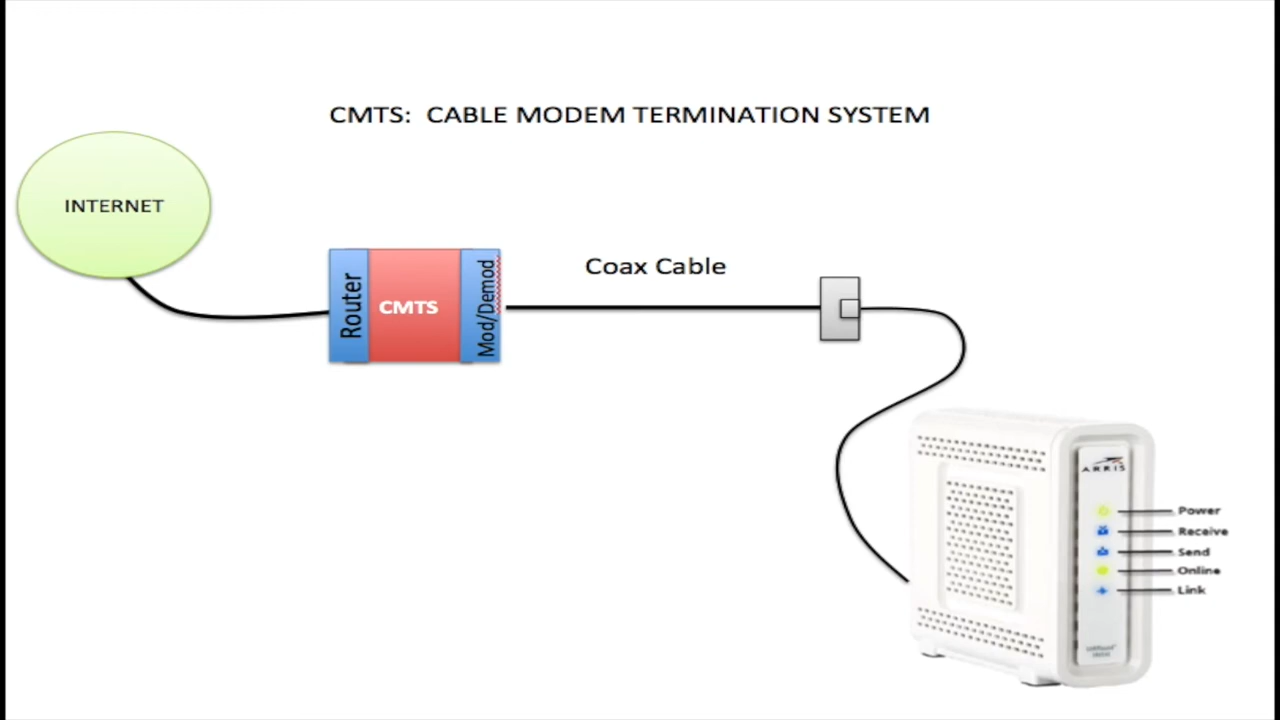 CMTS:  CABLE MODEM TERMINATION SYSTEM
INTERNET
Router
CMTS
Mod/Demod
Coax Cable
ARRIS
Power
Receive
Send
Online
Link